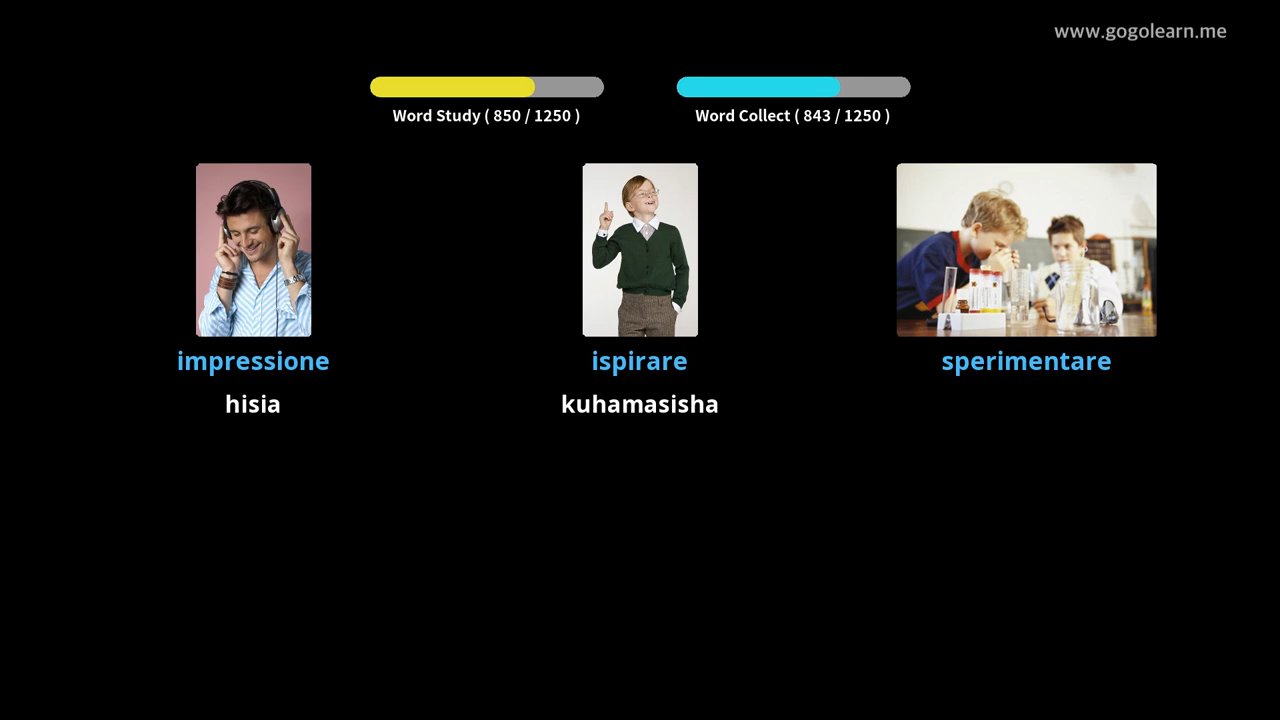 www.gogolearn.me
Word Study ( 850 / 1250 )
Word Collect ( 843 / 1250 )
impressione
ispirare
sperimentare
hisia
kuhamasisha